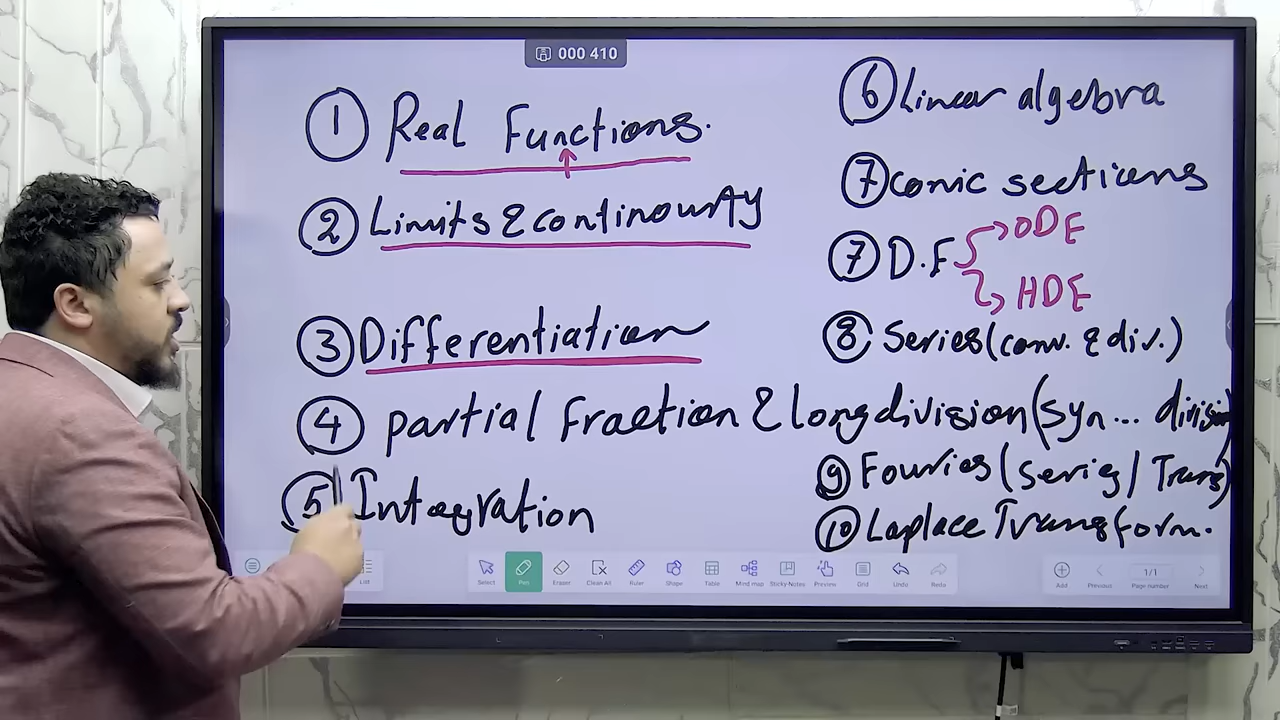 000 410
① Real Functions.
② Limits & continouity
③ Differentiation
④ partial fraction & long division (syn... division)
⑤ Integration
⑥ Linear algebra
⑦ conic sections
⑦ D.E
ODE
HDE
⑧ Series (conv. & div.)
⑨ Fouries (Series / Trans)
⑩ Laplace Transform.
List
Select
Pen
Eraser
Clean All
Ruler
Shape
Table
Mind map
Sticky Notes
Preview
Grid
Undo
Redo
Add
Previous
1/1
Page number
Next